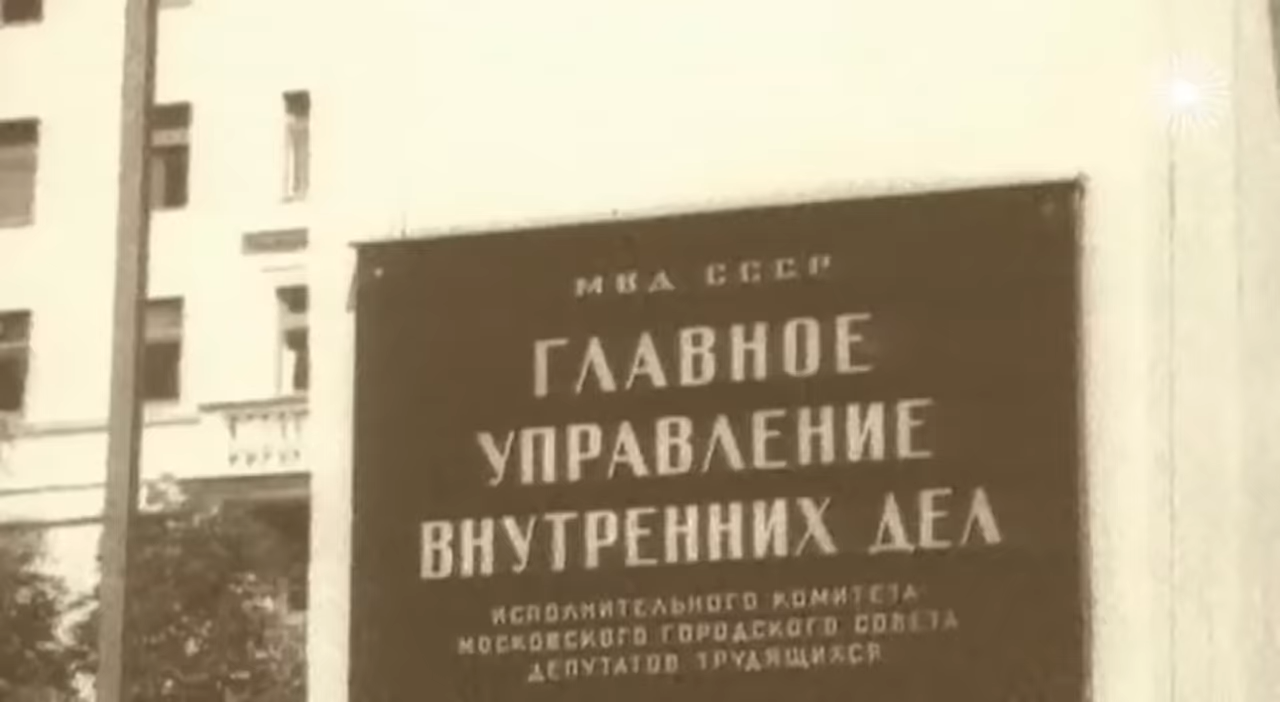 МВД СССР
ГЛАВНОЕ
УПРАВЛЕНИЕ
ВНУТРЕННИХ ДЕЛ
ИСПОЛНИТЕЛЬНОГО КОМИТЕТА
МОСКОВСКОГО ГОРОДСКОГО СОВЕТА
ДЕПУТАТОВ ТРУДЯЩИХСЯ